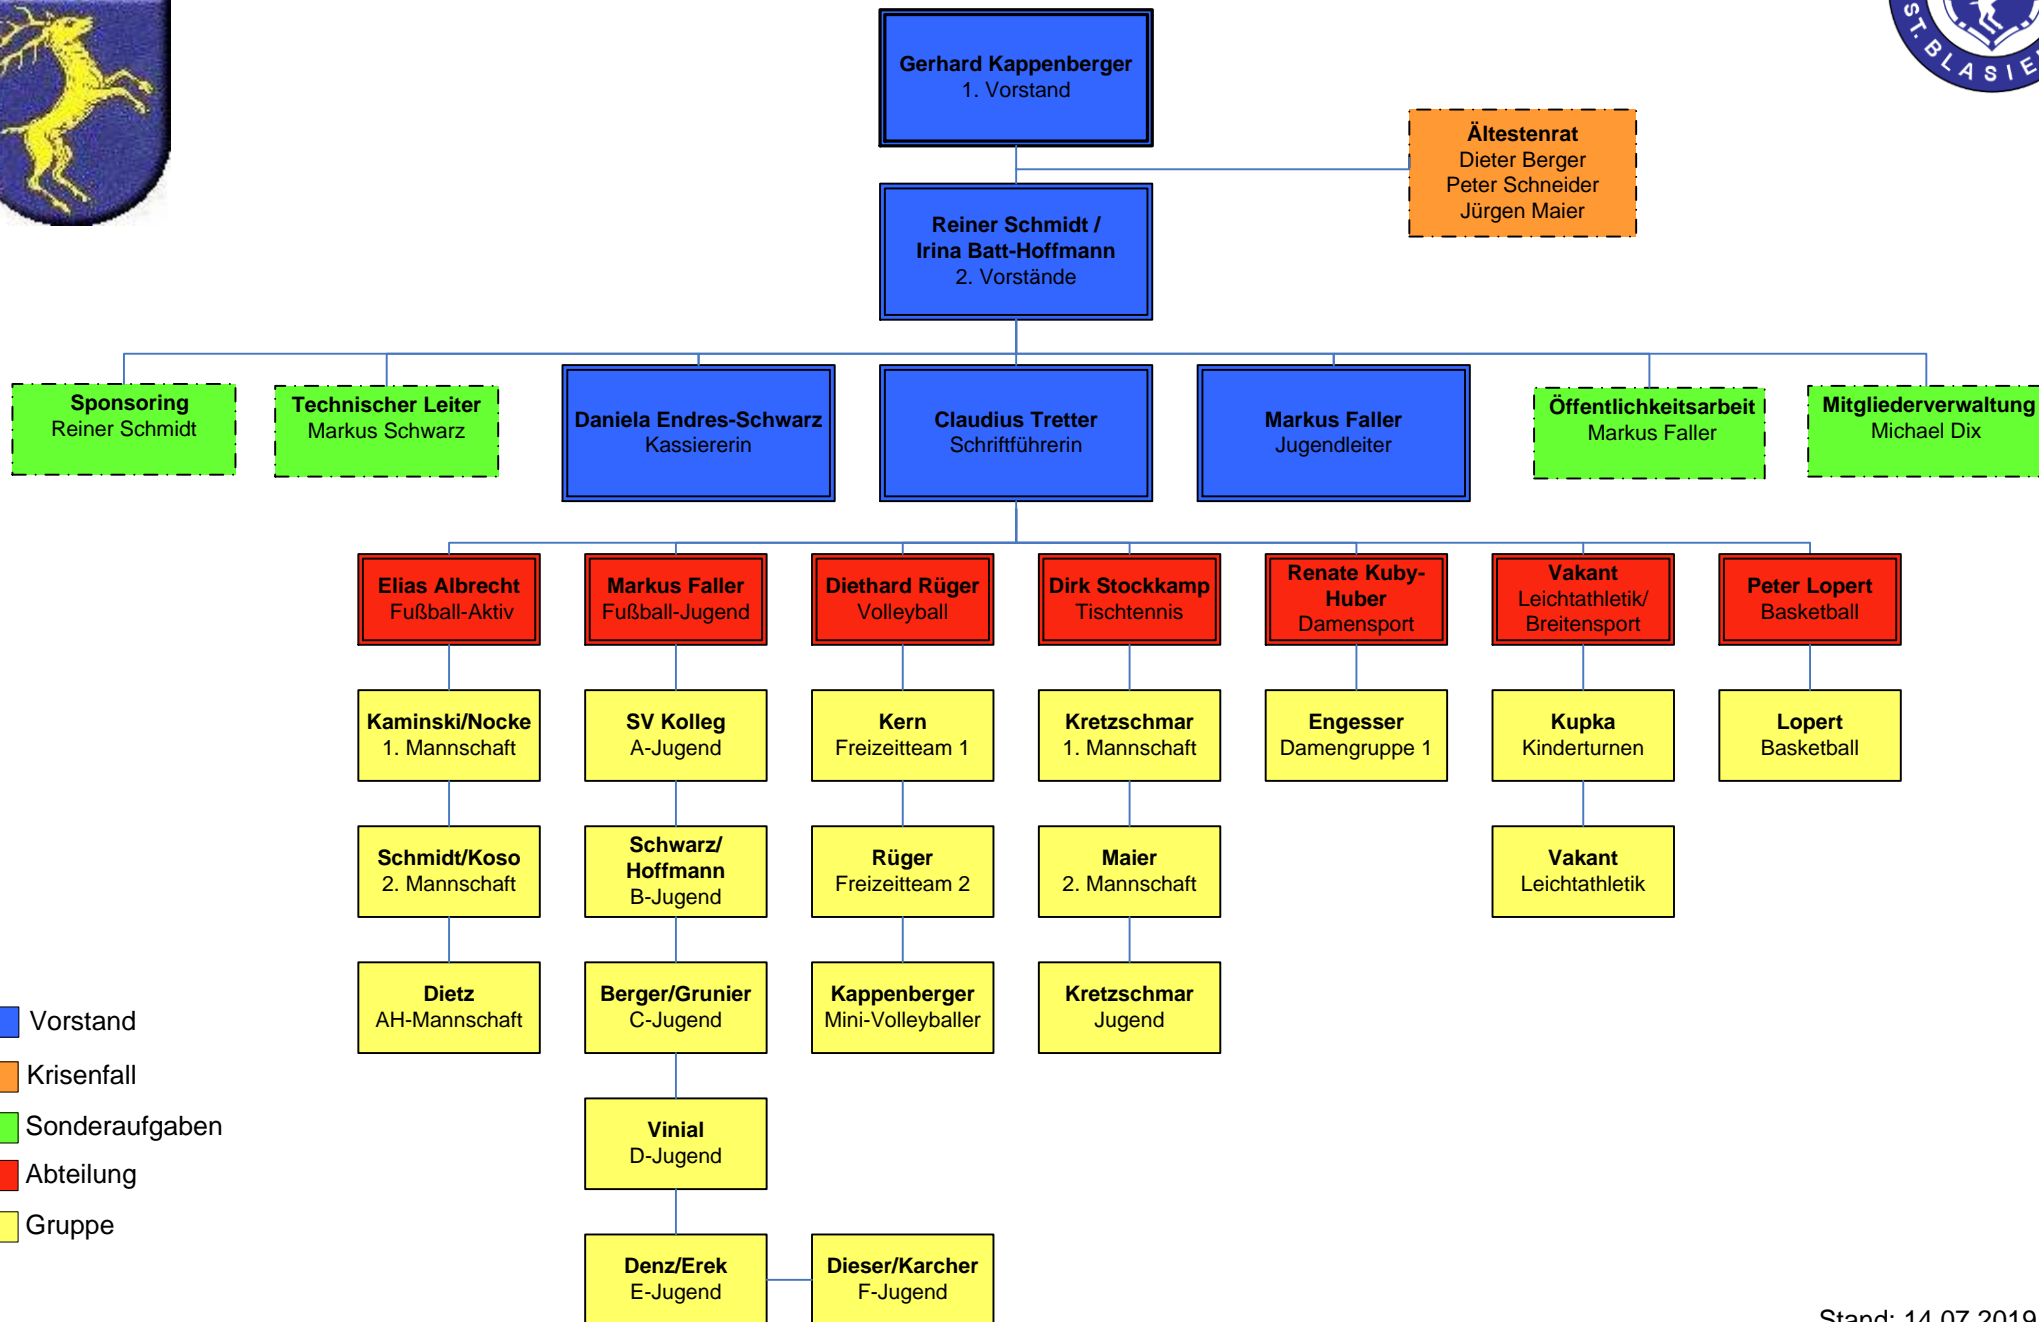 Gerhard Kappenberger
1. Vorstand
ST. BLASIE
Ältestenrat
Dieter Berger
Peter Schneider
Jürgen Maier
Reiner Schmidt /
Irina Batt-Hoffmann
2. Vorstände
Sponsoring
Reiner Schmidt
Technischer Leiter
Markus Schwarz
Daniela Endres-Schwarz
Kassiererin
Claudius Tretter
Schriftführerin
Markus Faller
Jugendleiter
Öffentlichkeitsarbeit
Markus Faller
Mitgliederverwaltung
Michael Dix
Elias Albrecht
Fußball-Aktiv
Markus Faller
Fußball-Jugend
Diethard Rüger
Volleyball
Dirk Stockkamp
Tischtennis
Renate Kuby-
Huber
Damensport
Vakant
Leichtathletik/
Breitensport
Peter Lopert
Basketball
Kaminski/Nocke
1. Mannschaft
SV Kolleg
A-Jugend
Kern
Freizeitteam 1
Kretzschmar
1. Mannschaft
Engesser
Damengruppe 1
Kupka
Kinderturnen
Lopert
Basketball
Schmidt/Koso
2. Mannschaft
Schwarz/
Hoffmann
B-Jugend
Rüger
Freizeitteam 2
Maier
2. Mannschaft
Vakant
Leichtathletik
Dietz
AH-Mannschaft
Berger/Grunier
C-Jugend
Kappenberger
Mini-Volleyballer
Kretzschmar
Jugend
Vinial
D-Jugend
Denz/Erek
E-Jugend
Dieser/Karcher
F-Jugend
Vorstand
Krisenfall
Sonderaufgaben
Abteilung
Gruppe
Stand: 14.07.2019